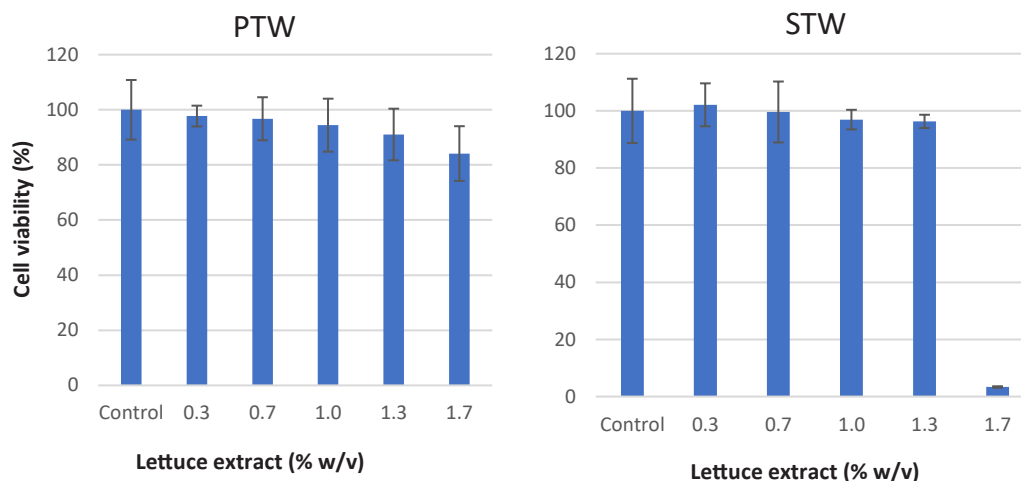 PTW
120
100
80
60
40
20
0
Cell viability (%)
Control 0.3 0.7 1.0 1.3 1.7
Lettuce extract (% w/v)
STW
120
100
80
60
40
20
0
Control 0.3 0.7 1.0 1.3 1.7
Lettuce extract (% w/v)